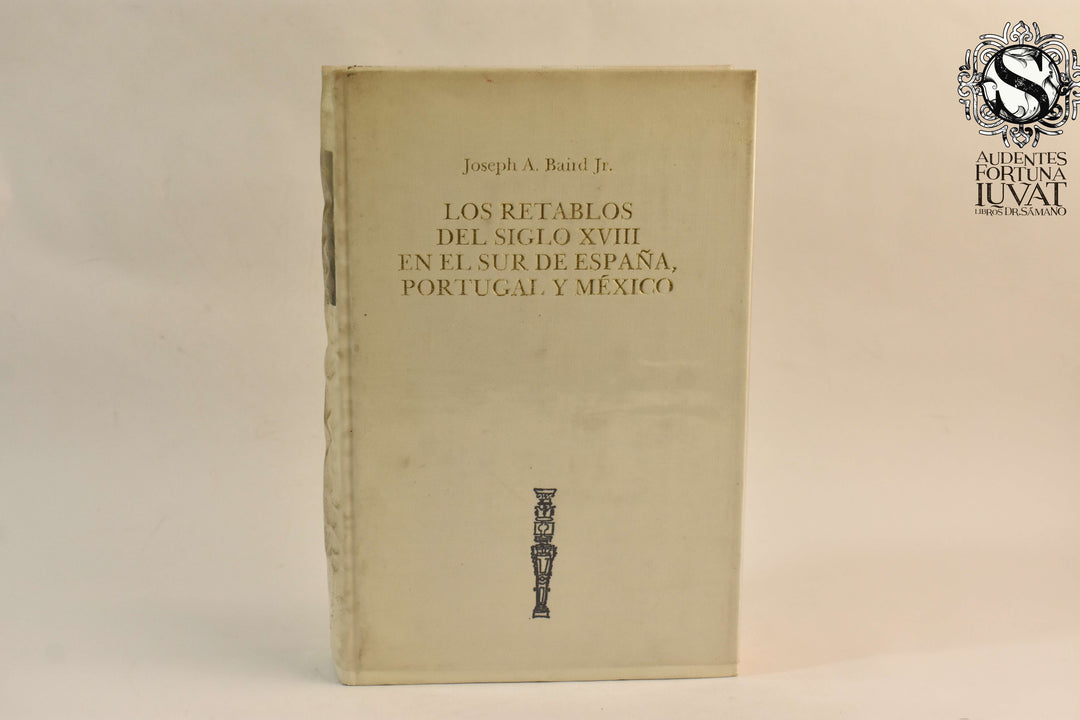 Joseph A. Baird Jr.
LOS RETABLOS
DEL SIGLO XVIII
EN EL SUR DE ESPAÑA,
PORTUGAL Y MÉXICO
S
AUDENTES
FORTUNA
IUVAT
LIBROS DR. SÁMANO